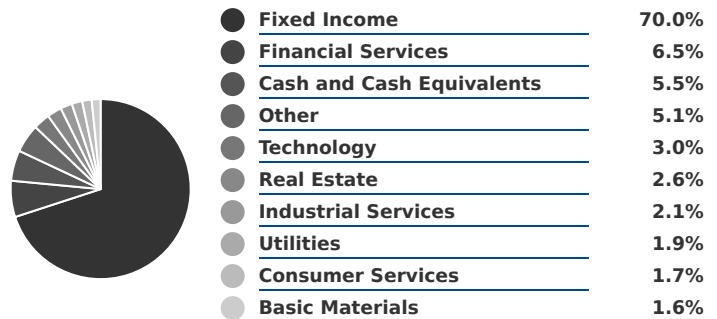 Fixed Income 70.0%
Financial Services 6.5%
Cash and Cash Equivalents 5.5%
Other 5.1%
Technology 3.0%
Real Estate 2.6%
Industrial Services 2.1%
Utilities 1.9%
Consumer Services 1.7%
Basic Materials 1.6%